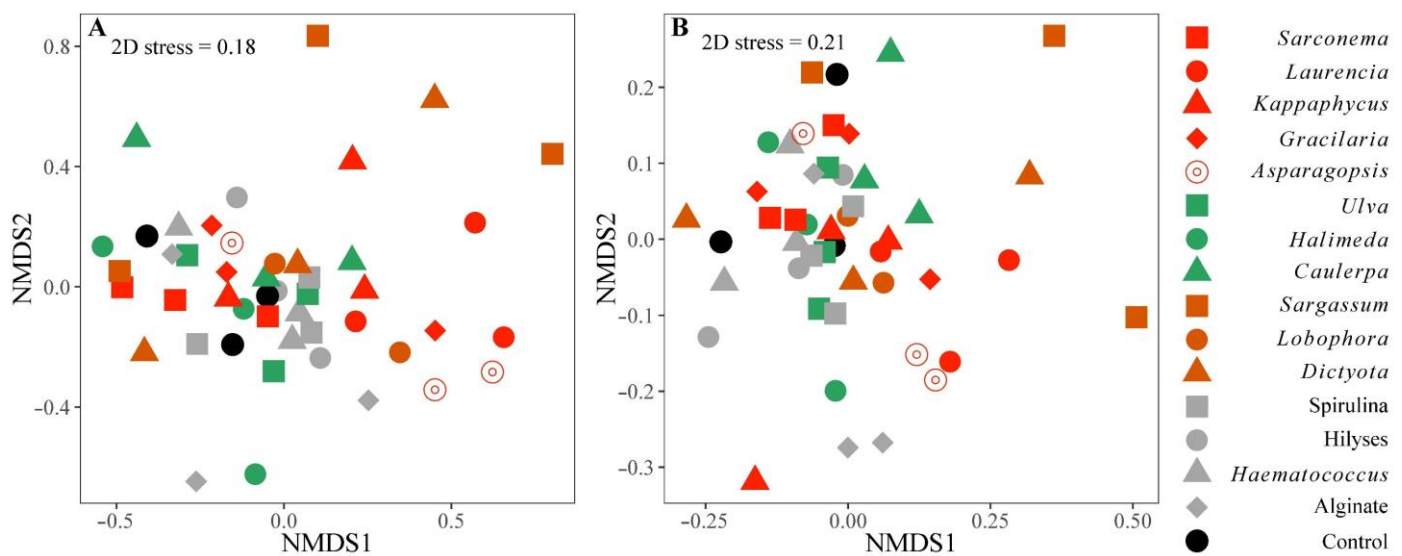 A
2D stress = 0.18
0.8
0.4
0.0
-0.4
NMDS2
-0.5
0.0
0.5
NMDS1
B
2D stress = 0.21
0.2
0.1
0.0
-0.1
-0.2
-0.3
NMDS2
-0.25
0.00
0.25
0.50
NMDS1
Sarconema
Laurencia
Kappaphycus
Gracilaria
Asparagopsis
Ulva
Halimeda
Caulerpa
Sargassum
Lobophora
Dictyota
Spirulina
Hilyses
Haematococcus
Alginate
Control